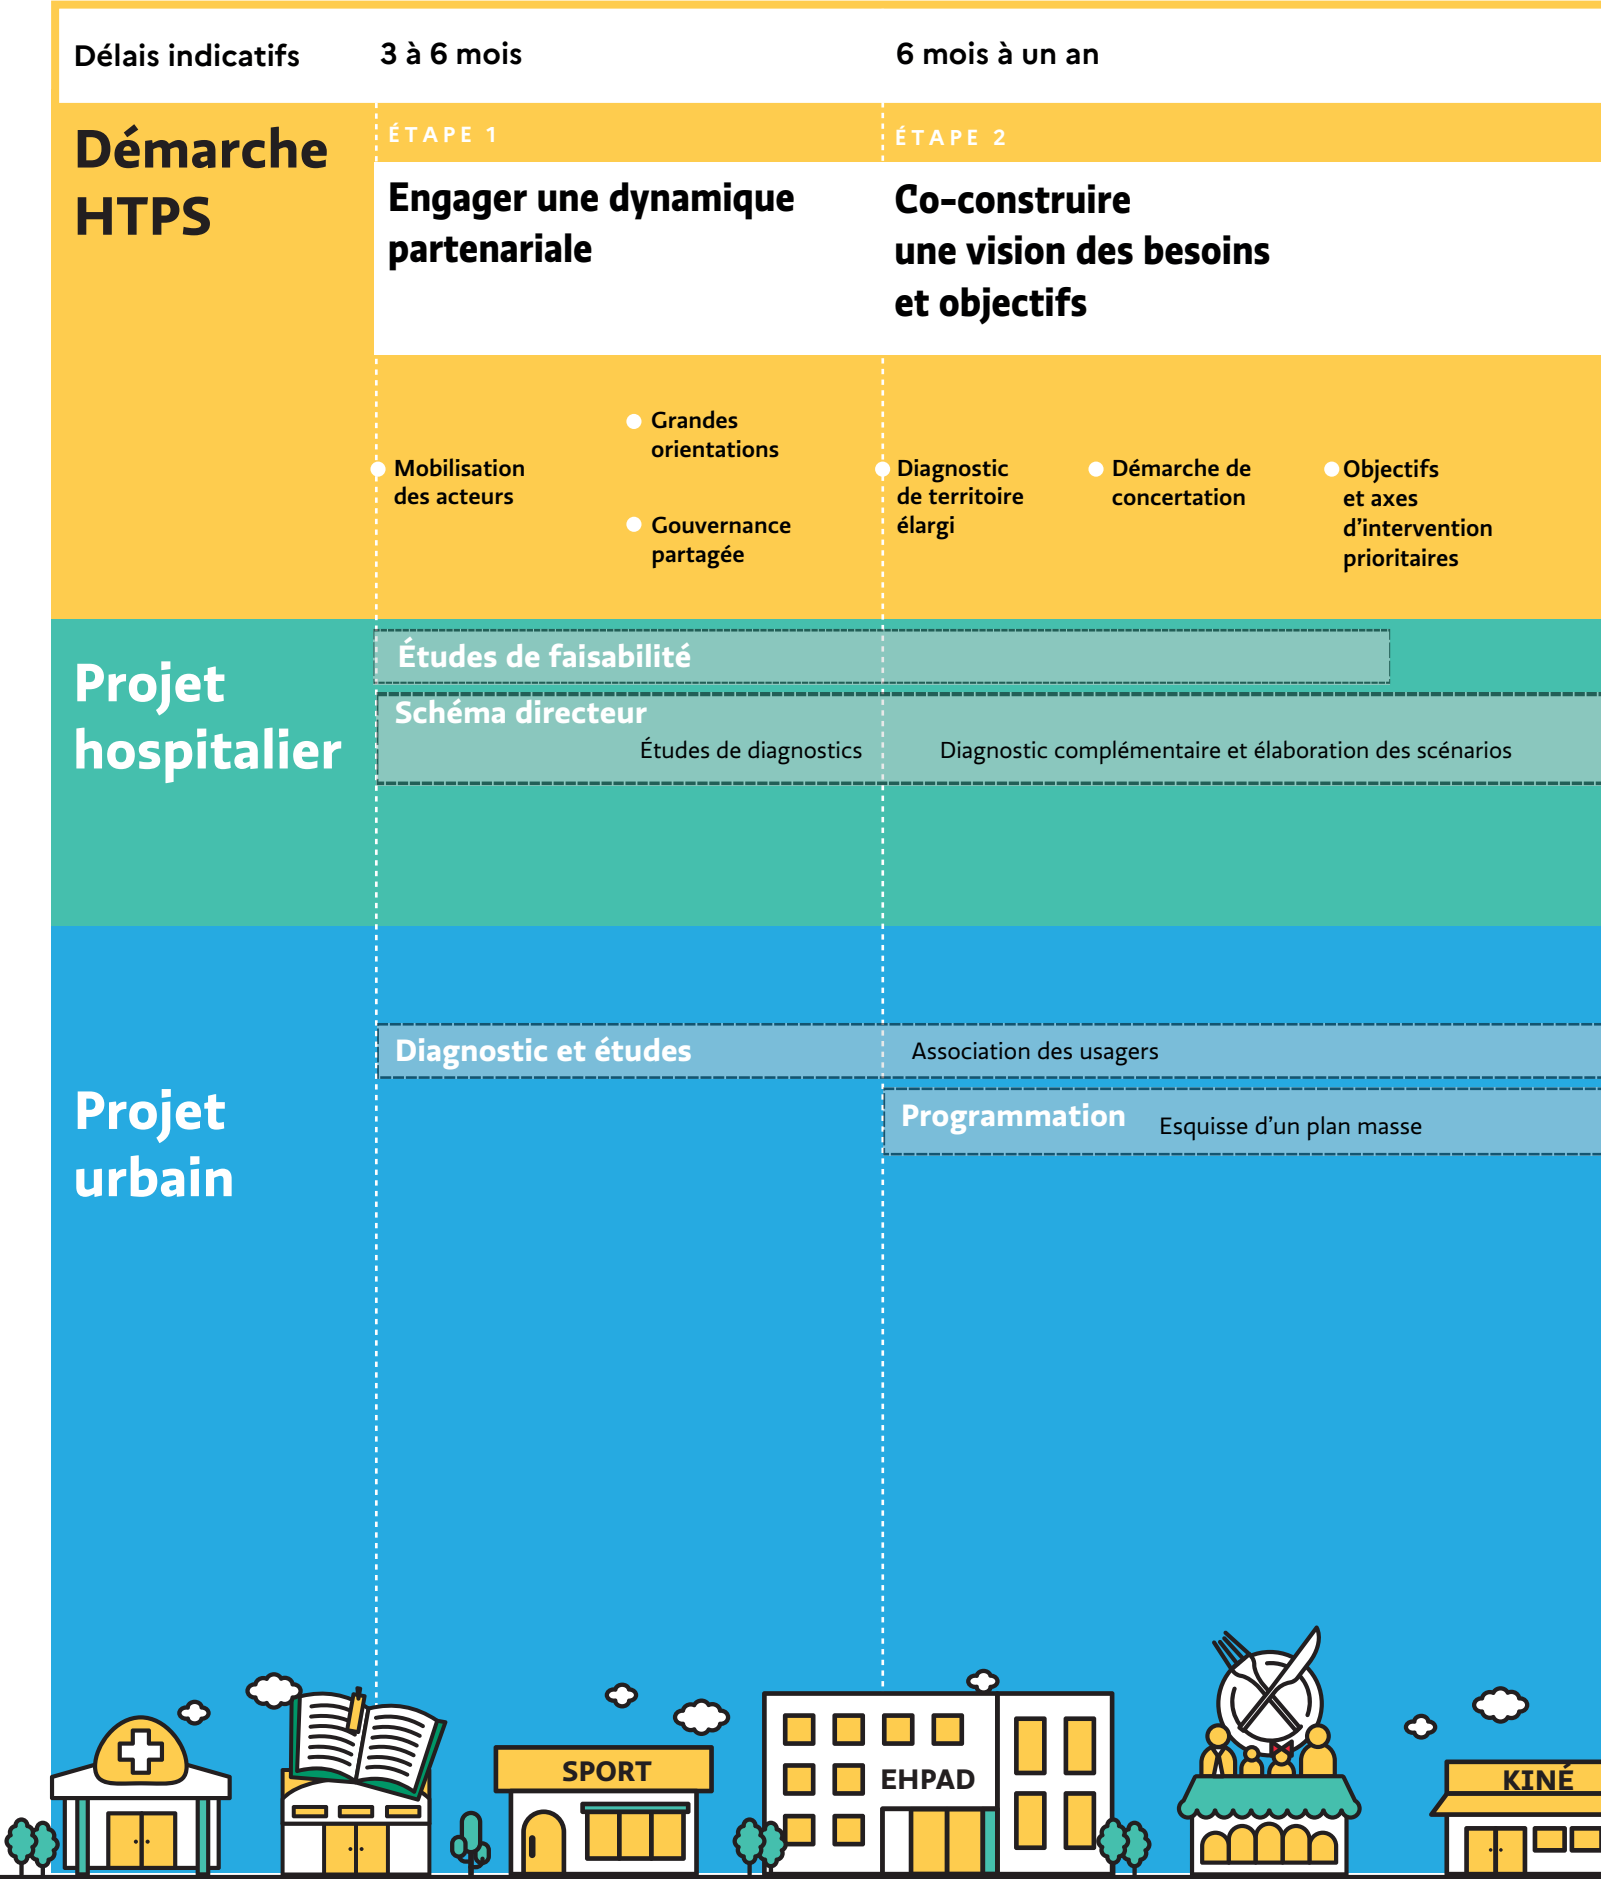 Délais indicatifs
3 à 6 mois
6 mois à un an
Démarche
HTPS
ÉTAPE 1
Engager une dynamique
partenariale
ÉTAPE 2
Co-construire
une vision des besoins
et objectifs
Mobilisation
des acteurs
Grandes
orientations
Gouvernance
partagée
Diagnostic
de territoire
élargi
Démarche de
concertation
Objectifs
et axes
d’intervention
prioritaires
Projet
hospitalier
Études de faisabilité
Schéma directeur
Études de diagnostics
Diagnostic complémentaire et élaboration des scénarios
Projet
urbain
Diagnostic et études
Association des usagers
Programmation
Esquisse d’un plan masse
SPORT
EHPAD
KINÉ